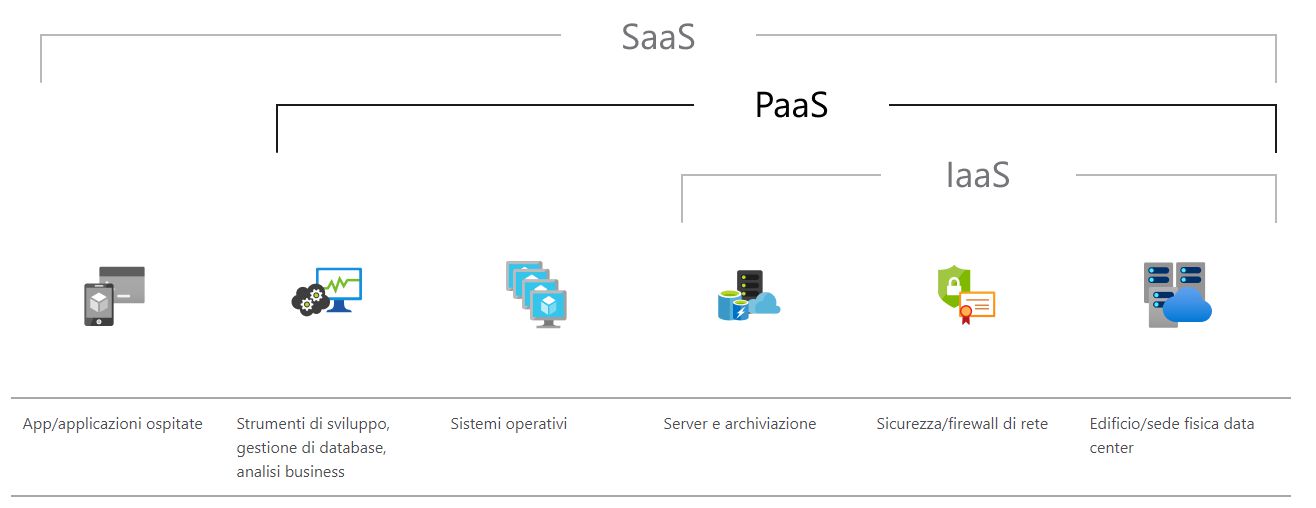 SaaS
PaaS
IaaS
App/applicazioni ospitate
Strumenti di sviluppo,
gestione di database,
analisi business
Sistemi operativi
Server e archiviazione
Sicurezza/firewall di rete
Edificio/sede fisica data
center